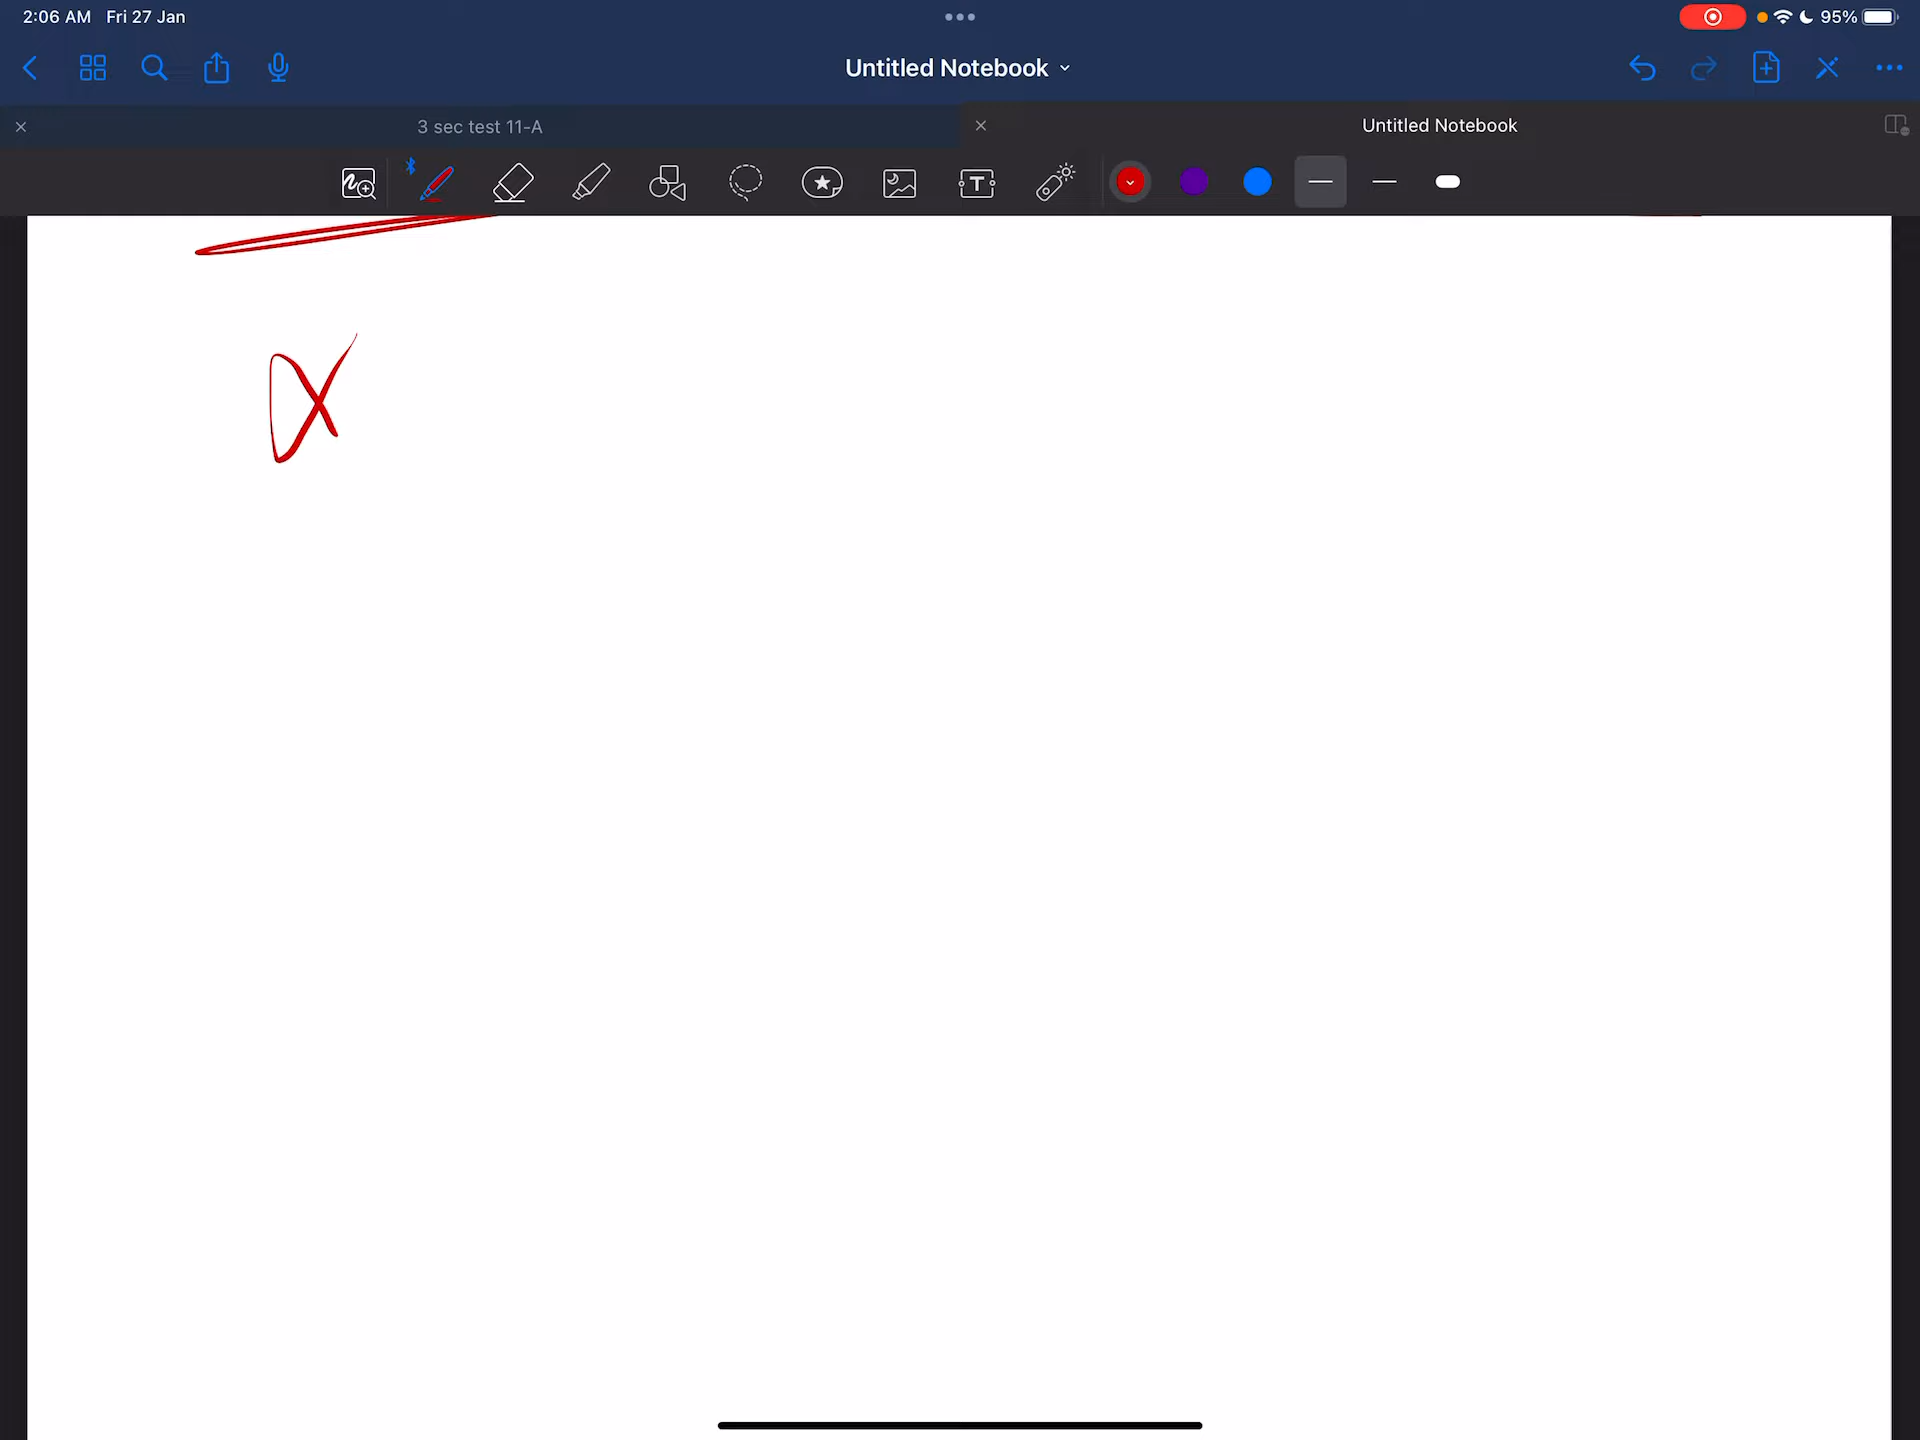 2:06 AM Fri 27 Jan 95%
Untitled Notebook
3 sec test 11-A Untitled Notebook
T
α